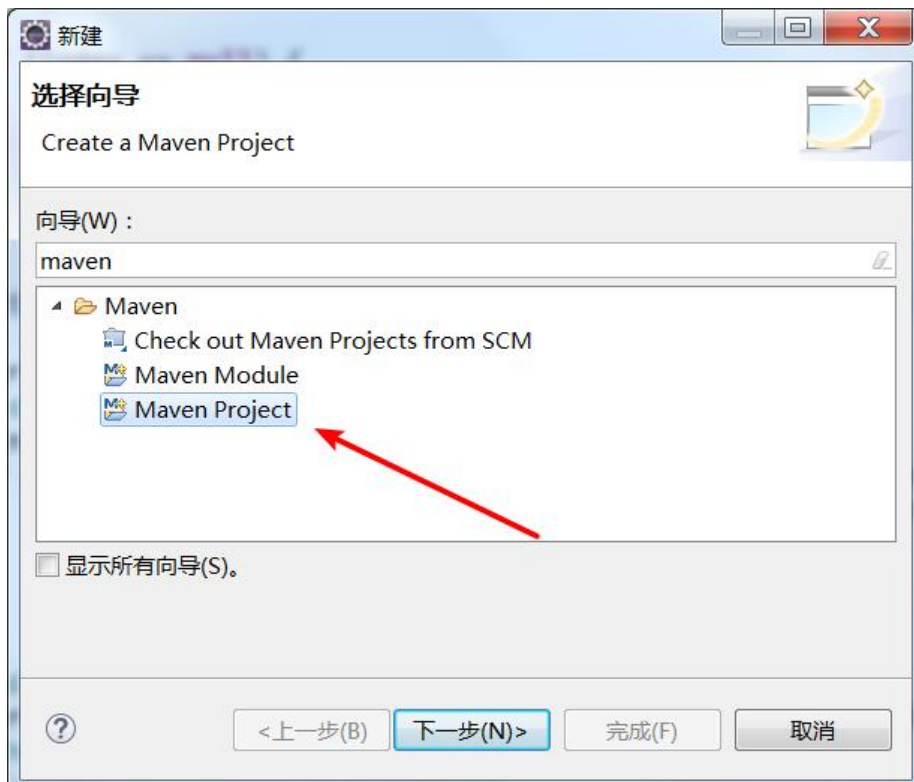 新建
选择向导
Create a Maven Project
向导(W)：
maven
Maven
Check out Maven Projects from SCM
Maven Module
Maven Project
显示所有向导(S)。
<上一步(B) 下一步(N)> 完成(F) 取消